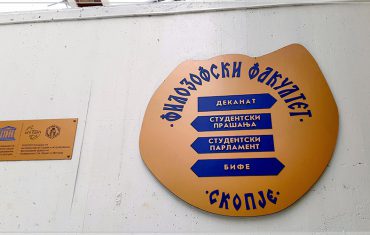 ФИЛОЗОФСКИ ФАКУЛТЕТ
ДЕКАНАТ
СТУДЕНТСКИ
ПРАШАЊА
СТУДЕНТСКИ
ПАРЛАМЕНТ
БИФЕ
СКОПЈЕ